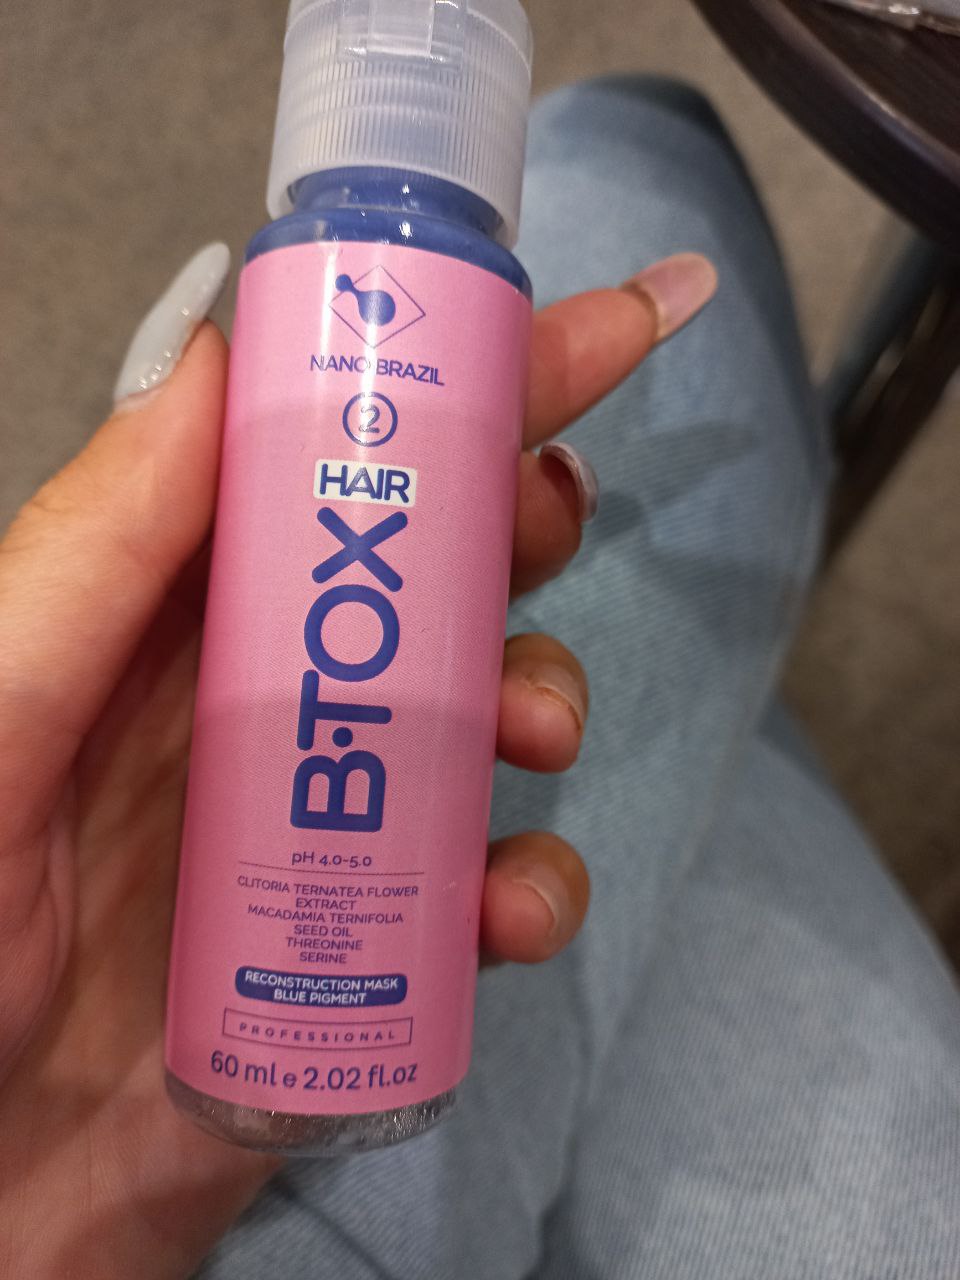 NANO BRAZIL
2
HAIR
B·TOX
pH 4.0-5.0
CLITORIA TERNATEA FLOWER
EXTRACT
MACADAMIA TERNIFOLIA
SEED OIL
THREONINE
SERINE
RECONSTRUCTION MASK
BLUE PIGMENT
PROFESSIONAL
60 ml e 2.02 fl.oz